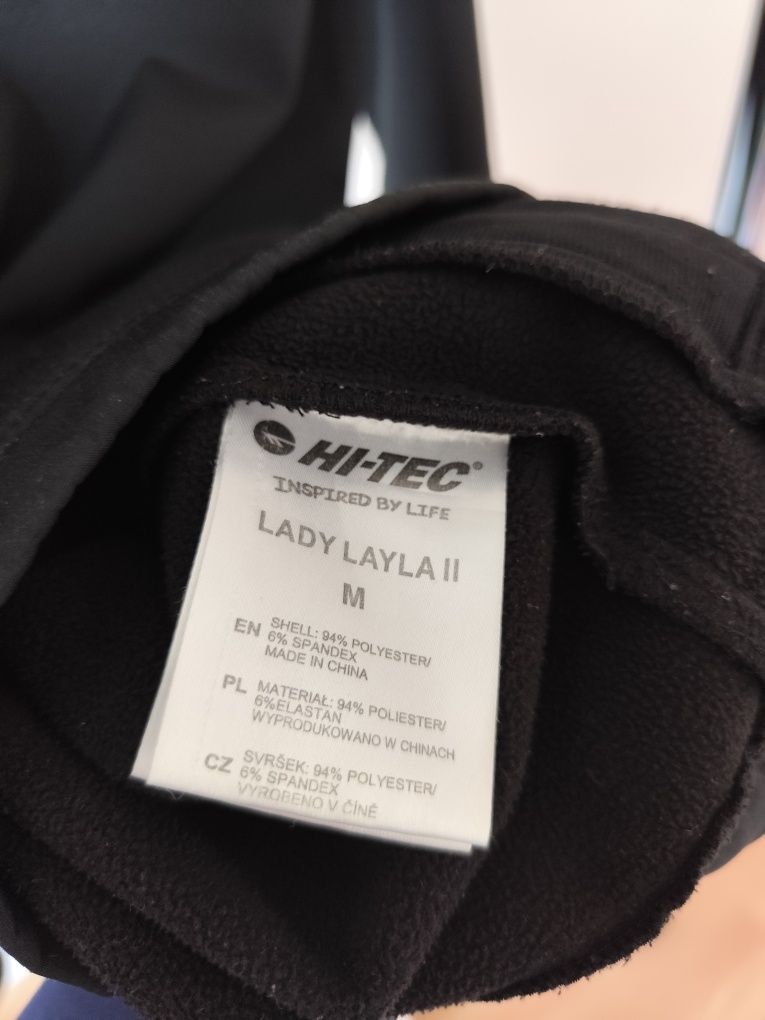 HI-TEC®
INSPIRED BY LIFE
LADY LAYLA II
M
EN SHELL: 94% POLYESTER/
6% SPANDEX
MADE IN CHINA
PL MATERIAŁ: 94% POLIESTER/
6%ELASTAN
WYPRODUKOWANO W CHINACH
CZ SVRŠEK: 94% POLYESTER/
6% SPANDEX
VYROBENO V ČÍNĚ